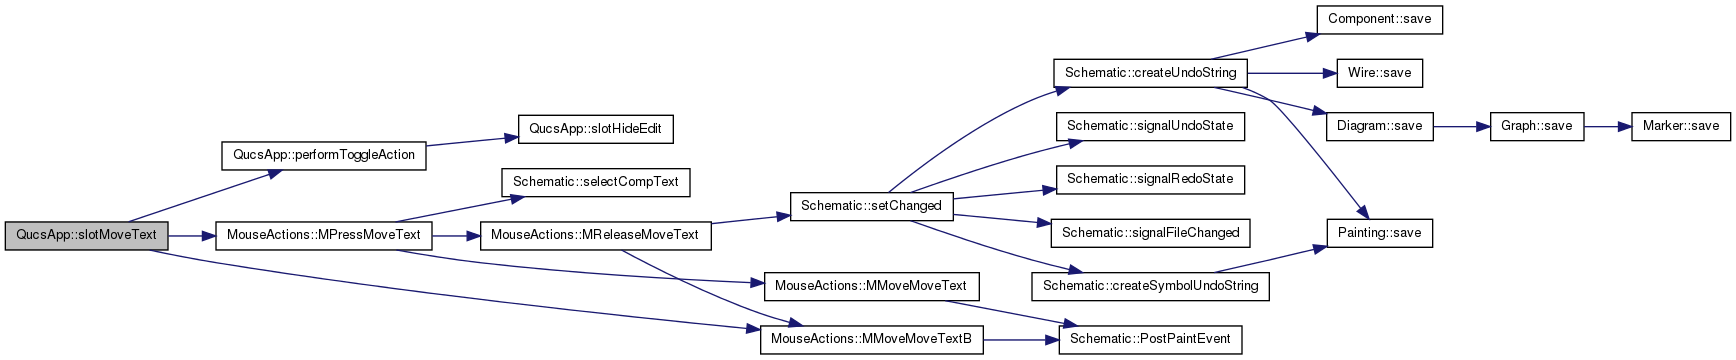 Component::save
Schematic::createUndoString
Wire::save
QucsApp::slotHideEdit
Schematic::signalUndoState
Diagram::save
Graph::save
Marker::save
QucsApp::performToggleAction
Schematic::selectCompText
Schematic::signalRedoState
Schematic::setChanged
QucsApp::slotMoveText
MouseActions::MPressMoveText
MouseActions::MReleaseMoveText
Schematic::signalFileChanged
Painting::save
MouseActions::MMoveMoveText
Schematic::createSymbolUndoString
MouseActions::MMoveMoveTextB
Schematic::PostPaintEvent